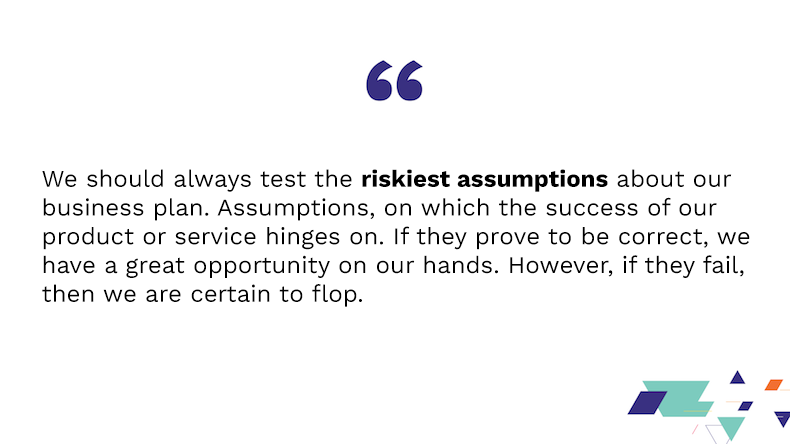 “
We should always test the riskiest assumptions about our
business plan. Assumptions, on which the success of our
product or service hinges on. If they prove to be correct, we
have a great opportunity on our hands. However, if they fail,
then we are certain to flop.